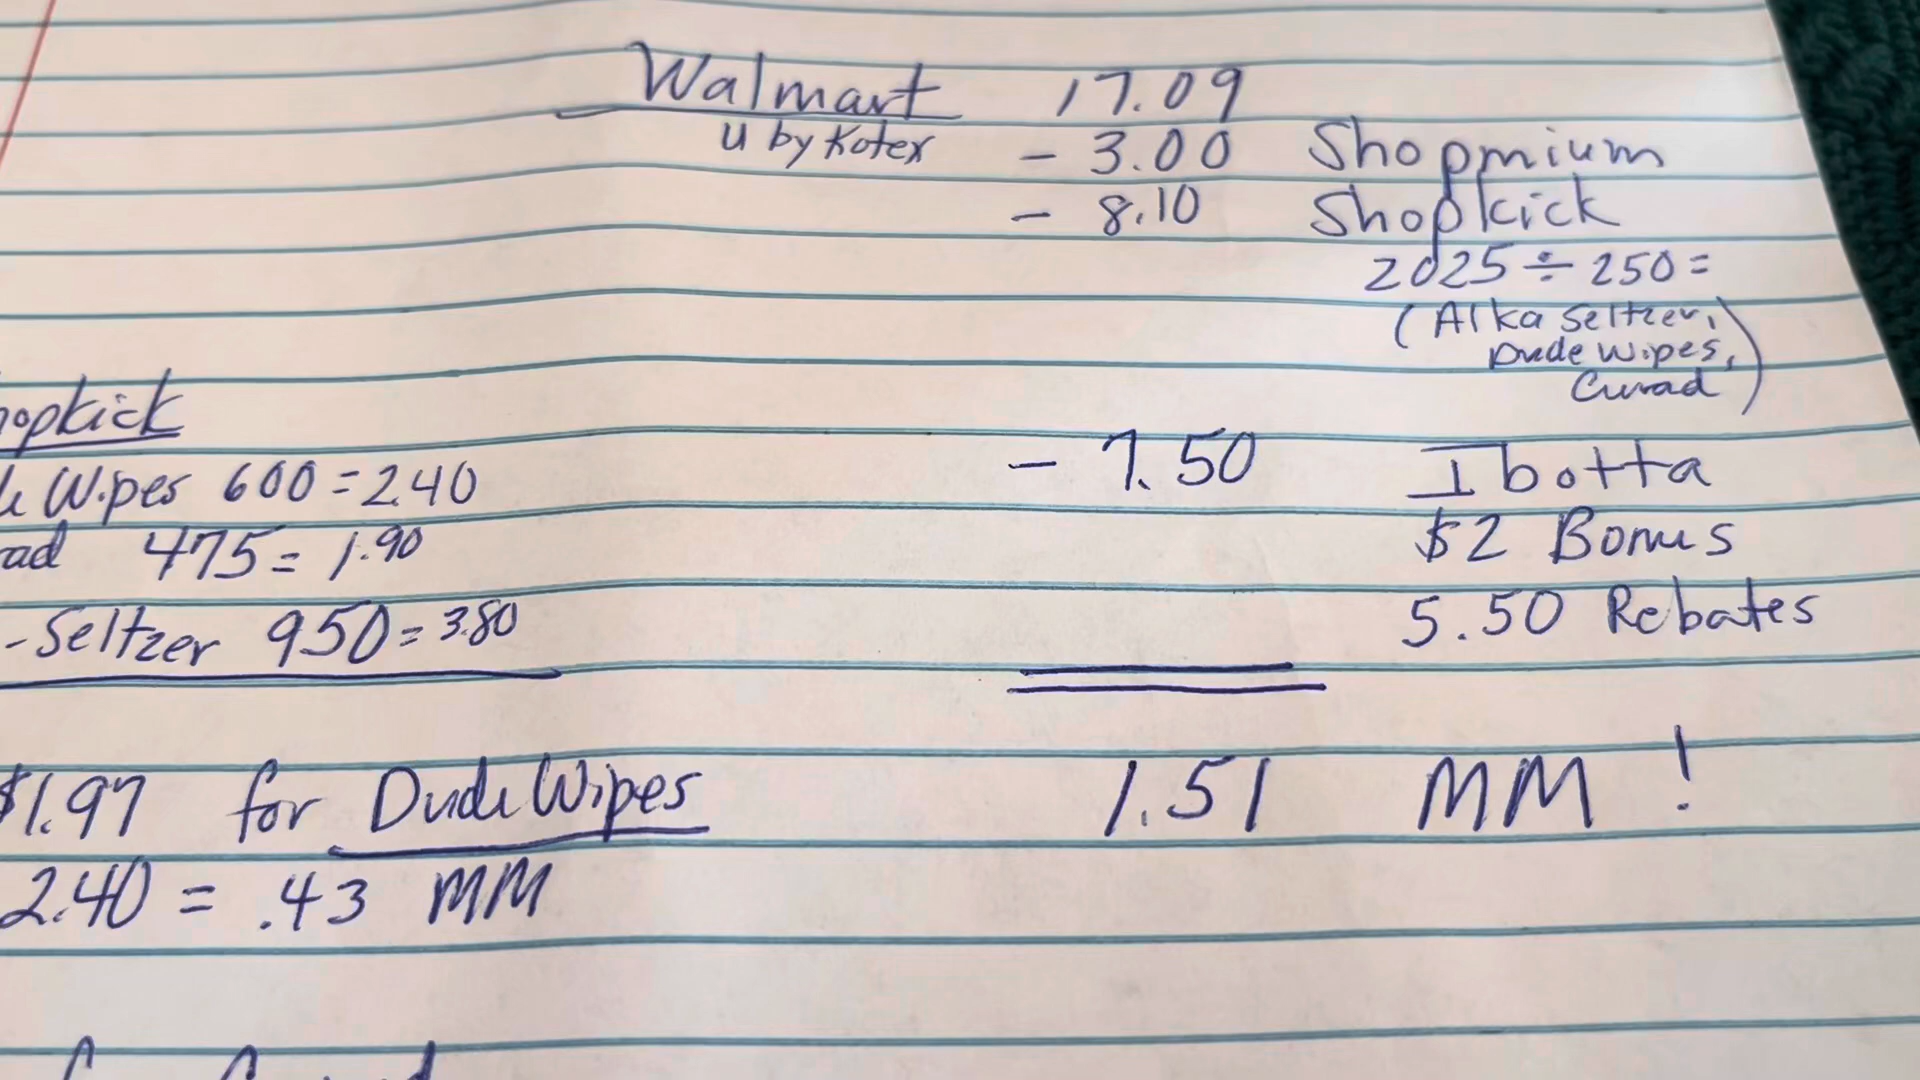 Walmart 17.09
U by Kotex - 3.00 Shopmium
- 8.10 Shopkick
2025 ÷ 250 =
(Alka Seltzer,
Dude Wipes,
Curad)
opkick
- 7.50 Ibotta
Wipes 600 = 2.40
$2 Bonus
ad 475 = 1.90
5.50 Rebates
-Seltzer 950 = 3.80
$1.97 for Dude Wipes
1.51 MM !
2.40 = .43 MM